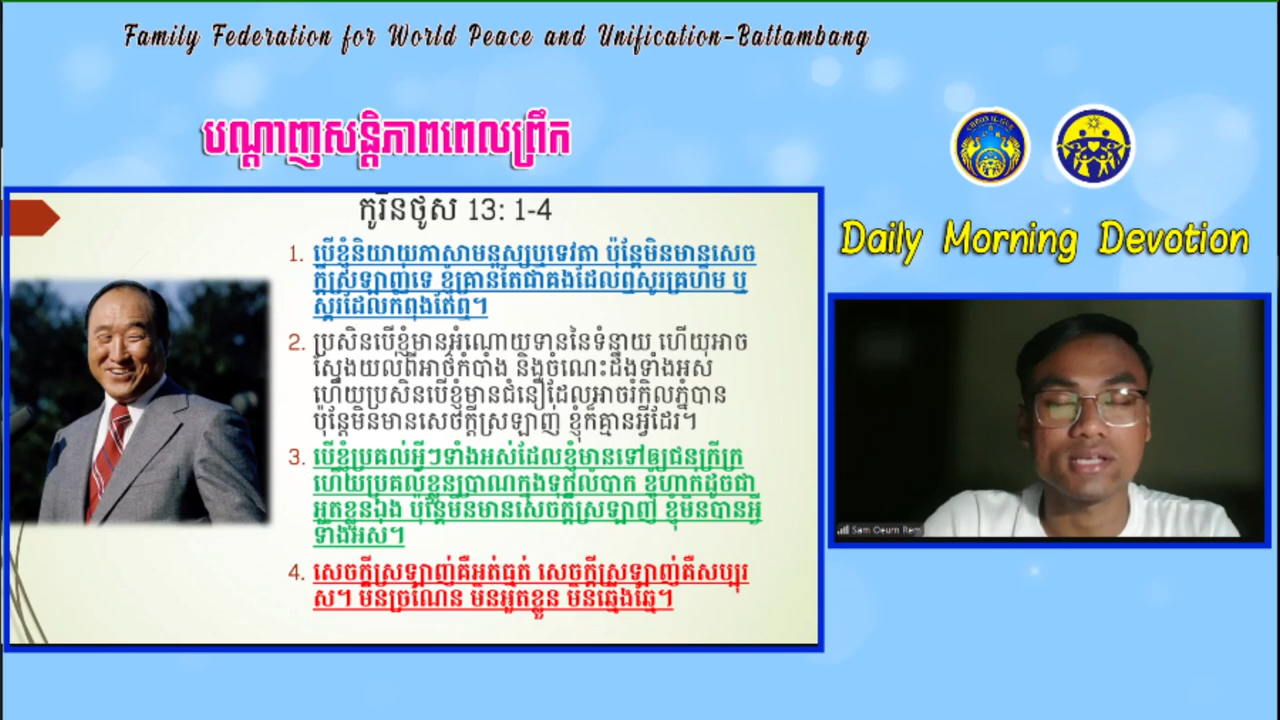 Family Federation for World Peace and Unification-Battambang
បណ្តាញសន្តិភាពពេលព្រឹក
Daily Morning Devotion
កូរិនថូស 13: 1-4
1. បើខ្ញុំនិយាយភាសាមនុស្សឬទេវតា ប៉ុន្តែមិនមានសេច
ក្តីស្រឡាញ់ទេ ខ្ញុំគ្រាន់តែជាគងដែលឮសូរគ្រហឹម ឬ
ស្គរដែលកំពុងតែឮ។
2. ប្រសិនបើខ្ញុំមានអំណោយទាននៃទំនាយ ហើយអាច
ស្វែងយល់ពីអាថ៌កំបាំង និងចំណេះដឹងទាំងអស់
ហើយប្រសិនបើខ្ញុំមានជំនឿដែលអាចរំកិលភ្នំបាន
ប៉ុន្តែមិនមានសេចក្តីស្រឡាញ់ ខ្ញុំក៏គ្មានអ្វីដែរ។
3. បើខ្ញុំប្រគល់អ្វីៗទាំងអស់ដែលខ្ញុំមានទៅឲ្យជនក្រីក្រ
ហើយប្រគល់ខ្លួនប្រាណក្នុងទុក្ខលំបាក ខ្ញុំហាក់ដូចជា
អួតខ្លួនឯង ប៉ុន្តែមិនមានសេចក្តីស្រឡាញ់ ខ្ញុំមិនបានអ្វី
ទាំងអស់។
4. សេចក្តីស្រឡាញ់គឺអត់ធ្មត់ សេចក្តីស្រឡាញ់គឺសប្បុរ
ស។ មិនច្រណែន មិនអួតខ្លួន មិនឆ្មើងឆ្មៃ។
Sam Oeurn Rem